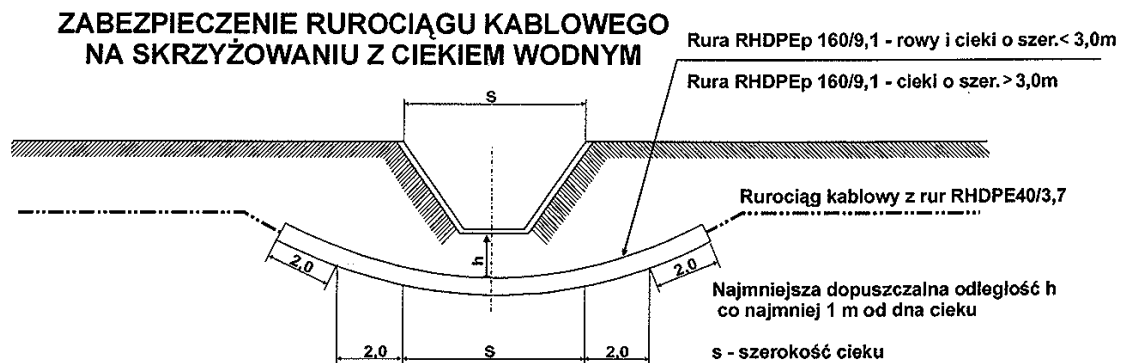 ZABEZPIECZENIE RUROCIĄGU KABLOWEGO
NA SKRZYŻOWANIU Z CIEKIEM WODNYM
Rura RHDPEp 160/9,1 - rowy i cieki o szer.< 3,0m
Rura RHDPEp 160/9,1 - cieki o szer.> 3,0m
S
Rurociąg kablowy z rur RHDPE40/3,7
h
2,0
2,0
Najmniejsza dopuszczalna odległość h
co najmniej 1 m od dna cieku
2,0
S
2,0
s - szerokość cieku